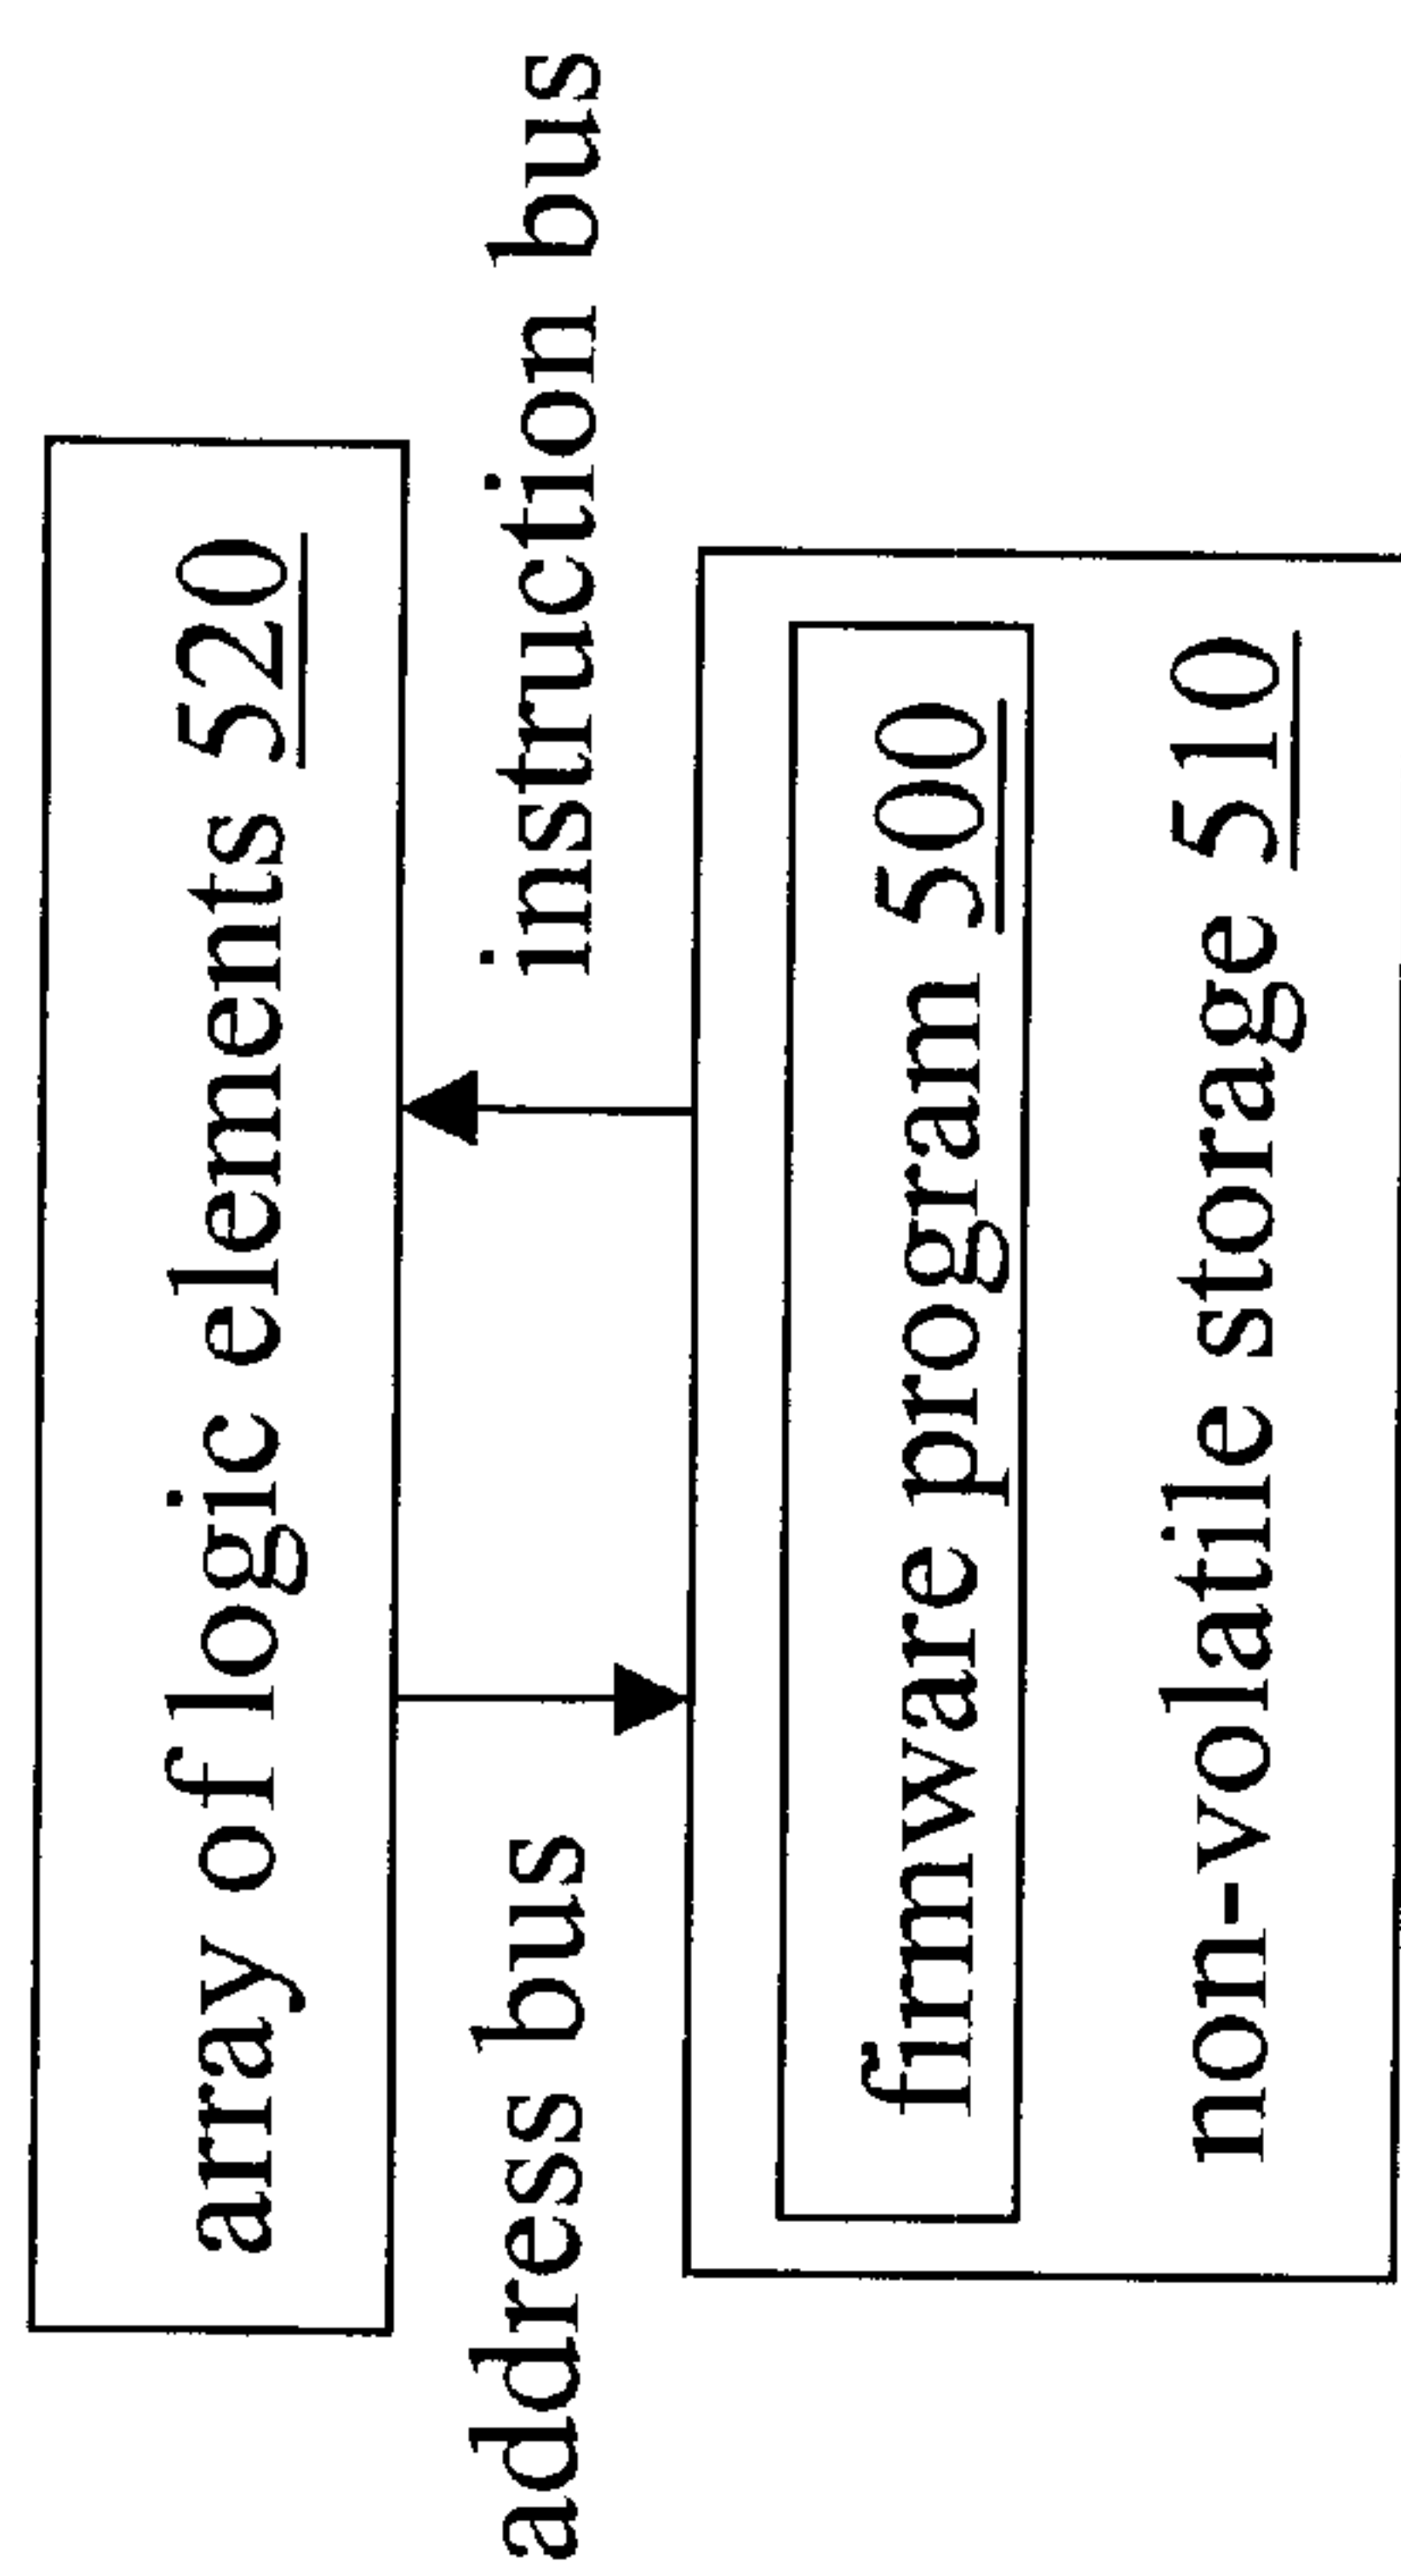 array of logic elements 520
address bus
instruction bus
firmware program 500
non-volatile storage 510